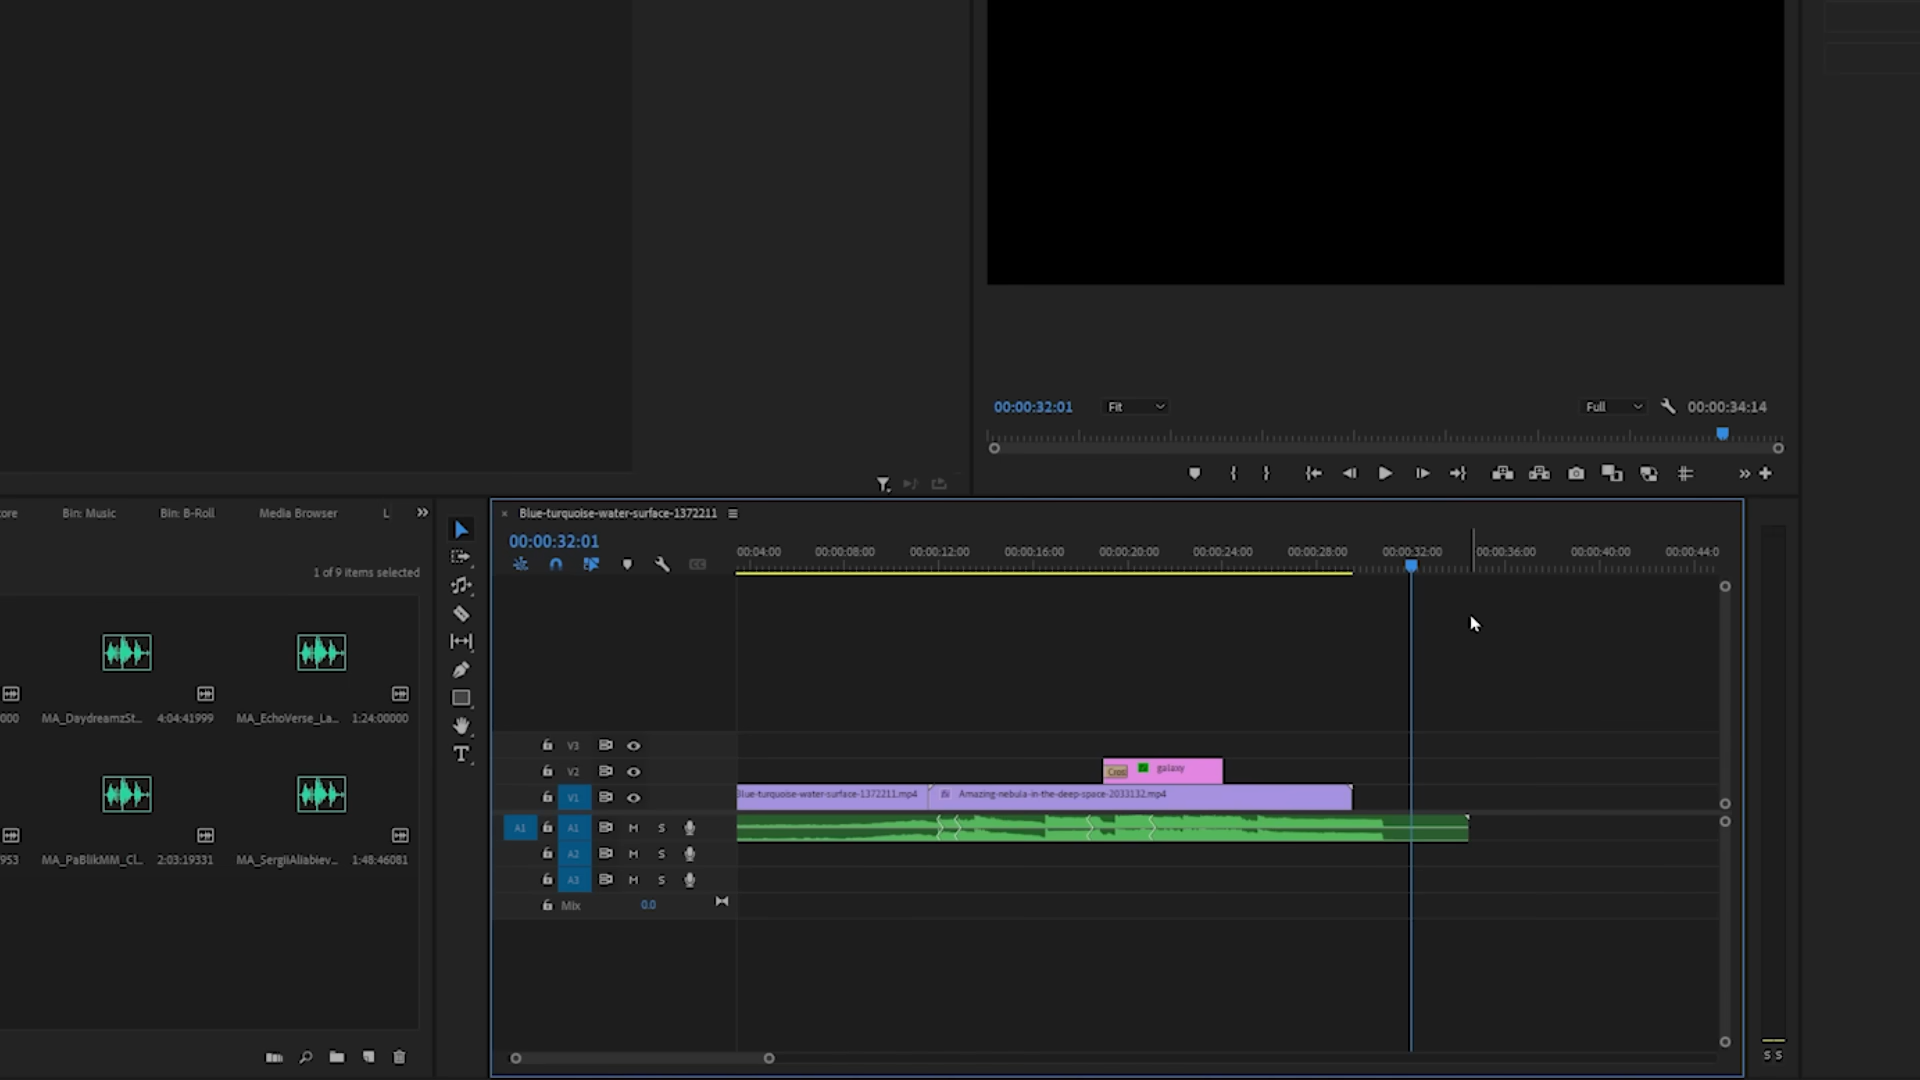 00:00:32:01
Fit
Full
00:00:34:14
ore
Bin: Music
Bin: B-Roll
Media Browser
L
1 of 9 items selected
000
MA_DaydreamzSt...
4:04:41999
MA_EchoVerse_La...
1:24:00000
953
MA_PaBlikMM_Cl...
2:03:19331
MA_SergiiAliabiev...
1:48:46081
Blue-turquoise-water-surface-1372211
00:00:32:01
00:04:00
00:00:08:00
00:00:12:00
00:00:16:00
00:00:20:00
00:00:24:00
00:00:28:00
00:00:32:00
00:00:36:00
00:00:40:00
00:00:44:0
V3
V2
Cros
galaxy
V1
Blue-turquoise-water-surface-1372211.mp4
Amazing-nebula-in-the-deep-space-2033132.mp4
A1
A1
M
S
A2
M
S
A3
M
S
Mix
0.0
S S